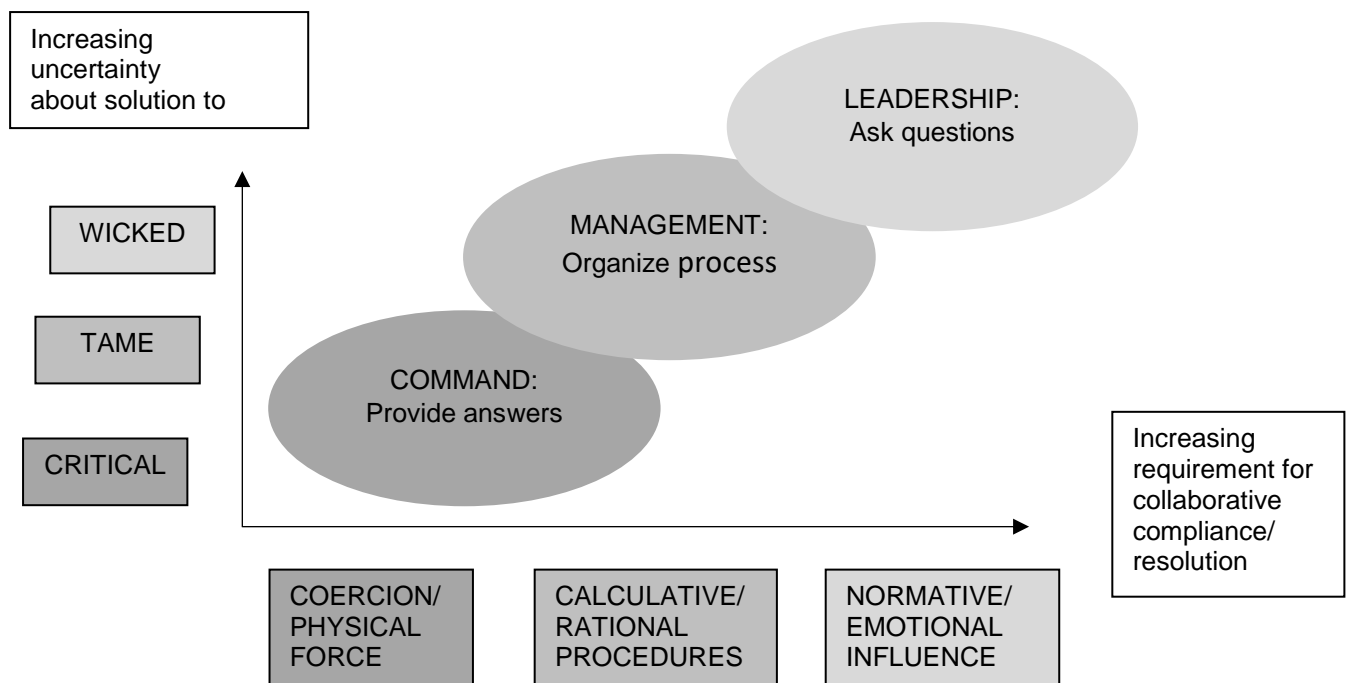 Increasing
uncertainty
about solution to
LEADERSHIP:
Ask questions
MANAGEMENT:
Organize process
WICKED
TAME
COMMAND:
Provide answers
CRITICAL
Increasing
requirement for
collaborative
compliance/
resolution
COERCION/
PHYSICAL
FORCE
CALCULATIVE/
RATIONAL
PROCEDURES
NORMATIVE/
EMOTIONAL
INFLUENCE